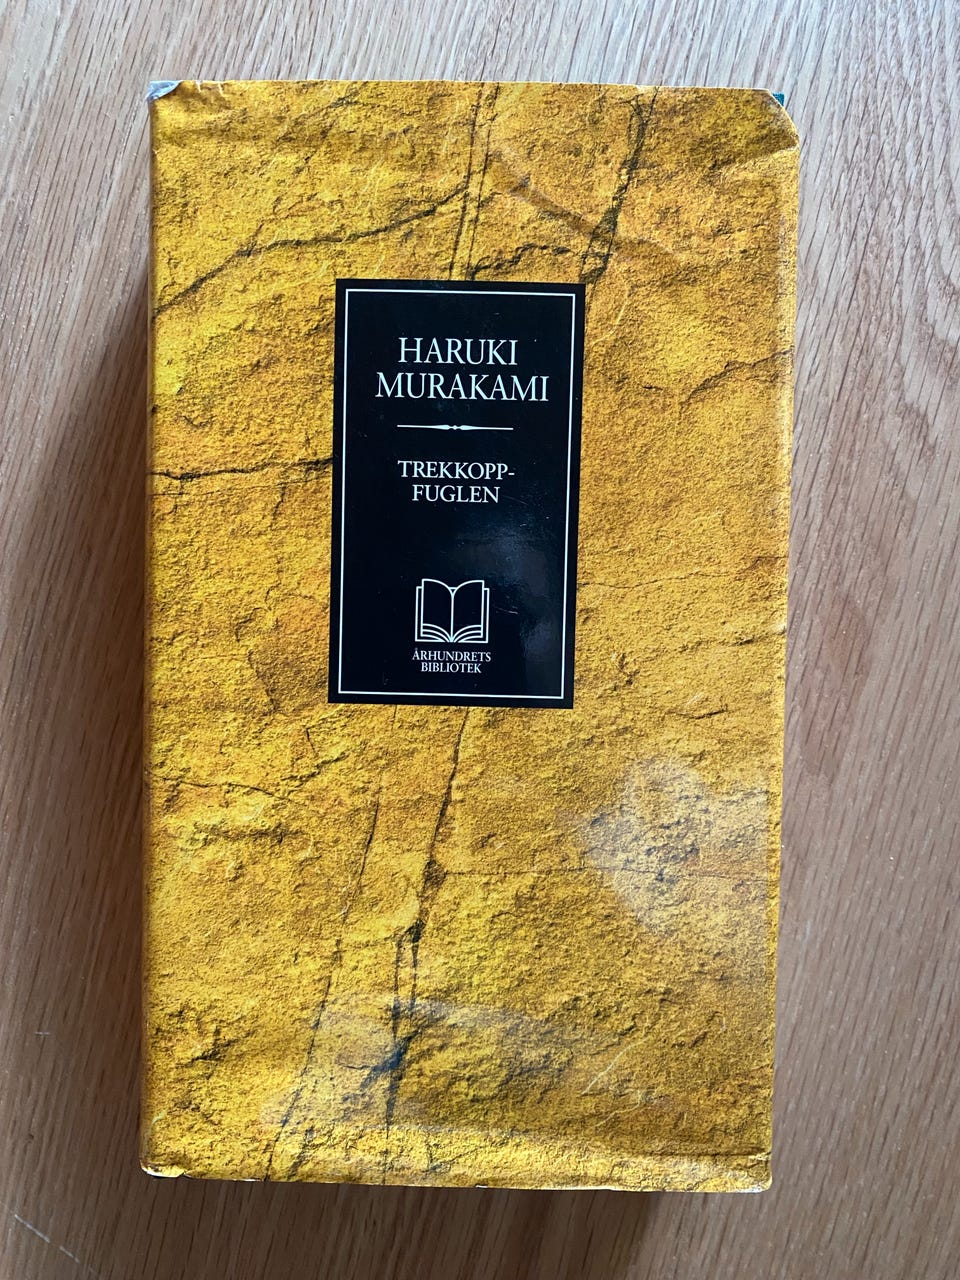 HARUKI
MURAKAMI
TREKKOPP-
FUGLEN
ÅRHUNDRETS
BIBLIOTEK